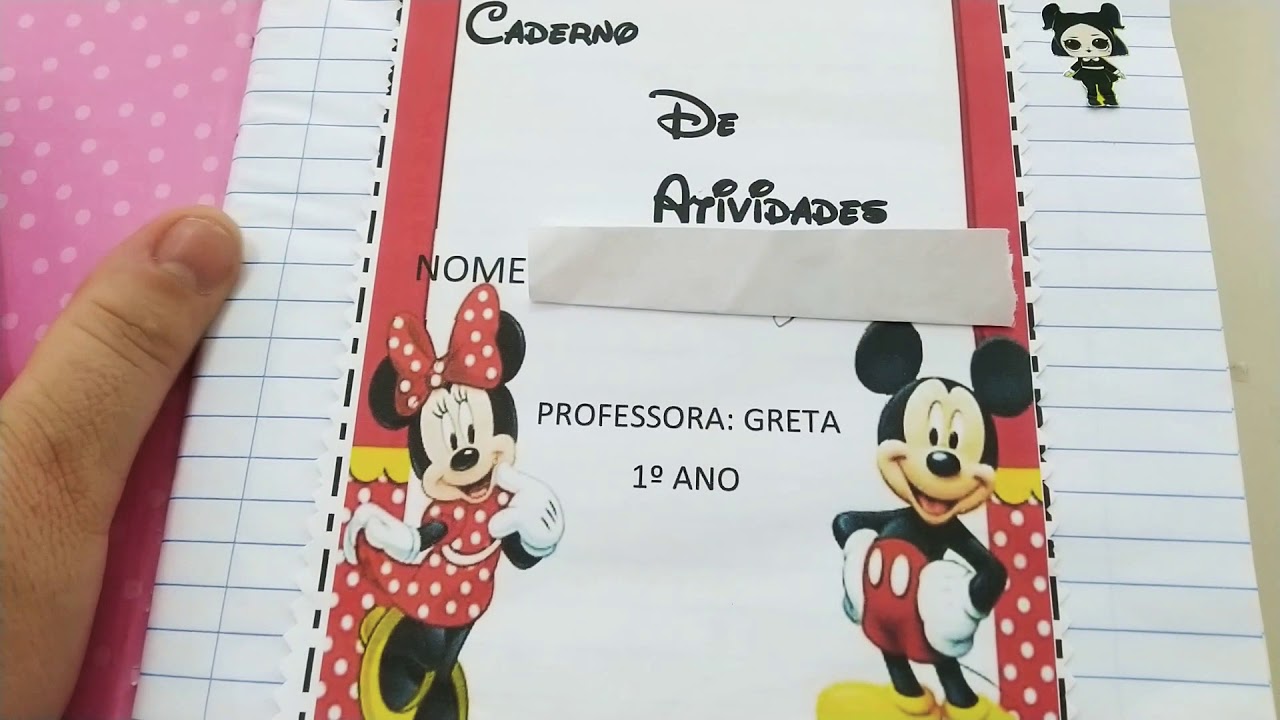 CADERNO
DE
ATIVIDADES
NOME
PROFESSORA: GRETA
1º ANO